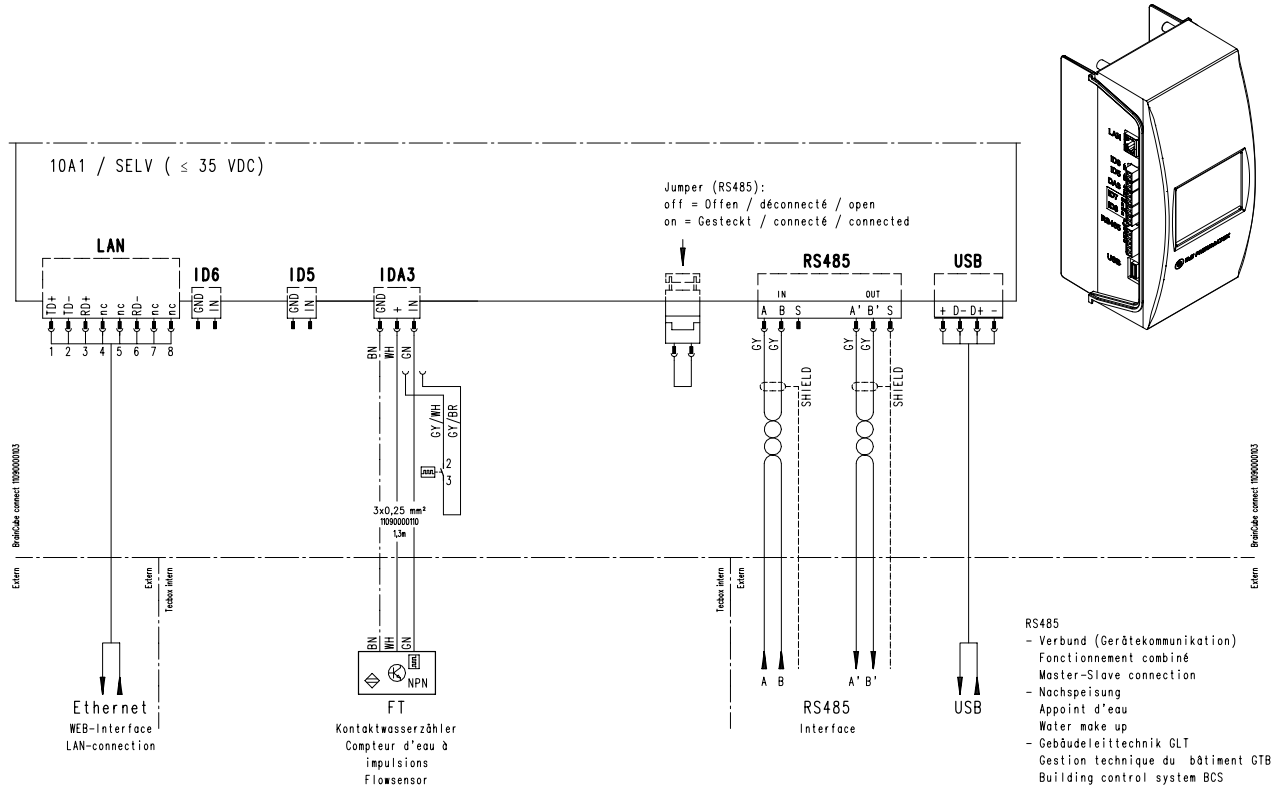 10A1 / SELV ( ≤ 35 VDC)
Jumper (RS485):
off = Offen / déconnecté / open
on = Gesteckt / connecté / connected
LAN
ID6
ID5
IDA3
RS485
USB
TD+ TD- RD+ nc nc RD- nc nc
GND IN
GND IN
GND + IN
IN OUT
A B S A' B' S
+ D- D+ -
1 2 3 4 5 6 7 8
BN WH GN
GY GY
GY GY
SHIELD
SHIELD
GY/WH
GY/BR
2
3
3x0,25 mm²
11090000110
1,3m
BrainCube connect 11090000103
BrainCube connect 11090000103
Extern
Extern
Tecbox intern
Tecbox intern
Extern
Extern
BN WH GN
NPN
A B A' B'
Ethernet
WEB-Interface
LAN-connection
FT
Kontaktwasserzähler
Compteur d'eau à
impulsions
Flowsensor
RS485
Interface
USB
RS485
- Verbund (Gerätekommunikation)
Fonctionnement combiné
Master-Slave connection
- Nachspeisung
Appoint d'eau
Water make up
- Gebäudeleittechnik GLT
Gestion technique du bâtiment GTB
Building control system BCS
LAN
ID6
ID5
RS485
USB